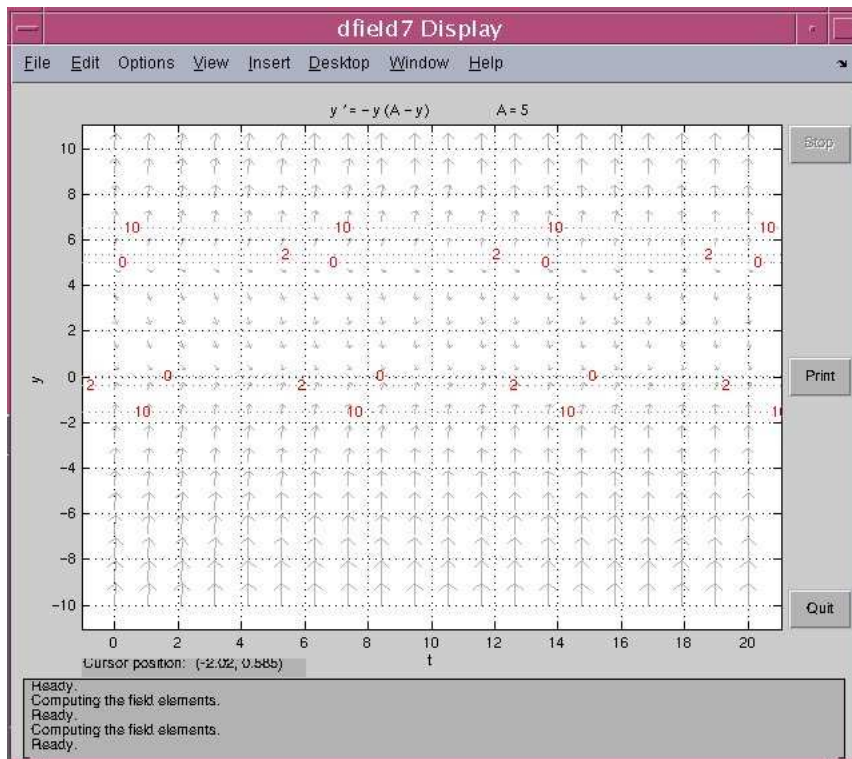 dfield7 Display
File Edit Options View Insert Desktop Window Help
y ' = − y (A − y) A = 5
Stop
10
8
10 10 10 10
6
2 2 2
0 0 0 0
4
2
y
0
0 0 0
2 2 2 2
Print
10 10 10 10
−2
−4
−6
−8
−10
Quit
0 2 4 6 8 10 12 14 16 18 20
t
Cursor position: (-2.02, 0.585)
Ready.
Computing the field elements.
Ready.
Computing the field elements.
Ready.